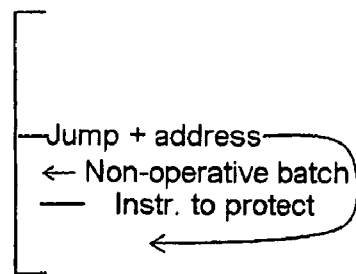 Jump + address
Non-operative batch
Instr. to protect